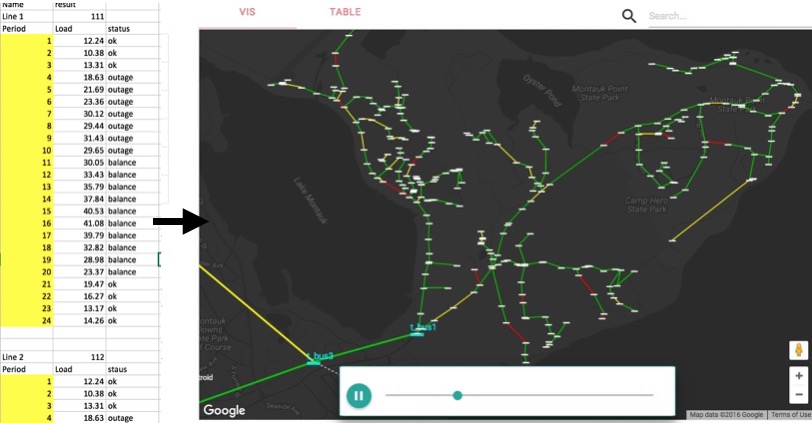 Name result
Line 1 111
Period Load status
1 12.24 ok
2 10.38 ok
3 13.31 ok
4 18.63 outage
5 21.69 outage
6 23.36 outage
7 30.12 outage
8 29.44 outage
9 31.43 outage
10 29.65 outage
11 30.05 balance
12 33.43 balance
13 35.79 balance
14 37.84 balance
15 40.53 balance
16 41.08 balance
17 39.79 balance
18 32.82 balance
19 28.98 balance
20 23.37 balance
21 19.47 ok
22 16.27 ok
23 13.17 ok
24 14.26 ok
Line 2 112
Period Load staus
1 12.24 ok
2 10.38 ok
3 13.31 ok
4 18.63 outage
VIS TABLE
Search...
Oyster Pond
Montauk Point
State Park
Lake Montauk
Camp Hero
State Park
t_bus1
t_bus3
ontauk
Downs
te Park
f Course
roid
Google
+
−
Map data ©2016 Google
Terms of Use